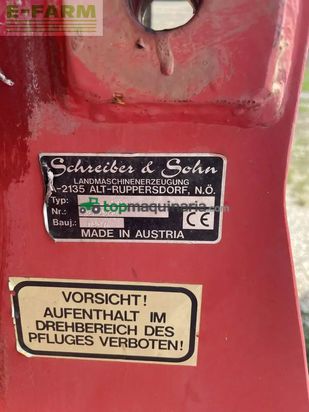 E-FARM
Schreiber & Sohn
LANDMASCHINENERZEUGUNG
A-2135 ALT-RUPPERSDORF, N.Ö.
Typ:
Nr.:
topmaquinaria.com
CE
Bauj.:
MADE IN AUSTRIA
VORSICHT!
AUFENTHALT IM
DREHBEREICH DES
PFLUGES VERBOTEN!